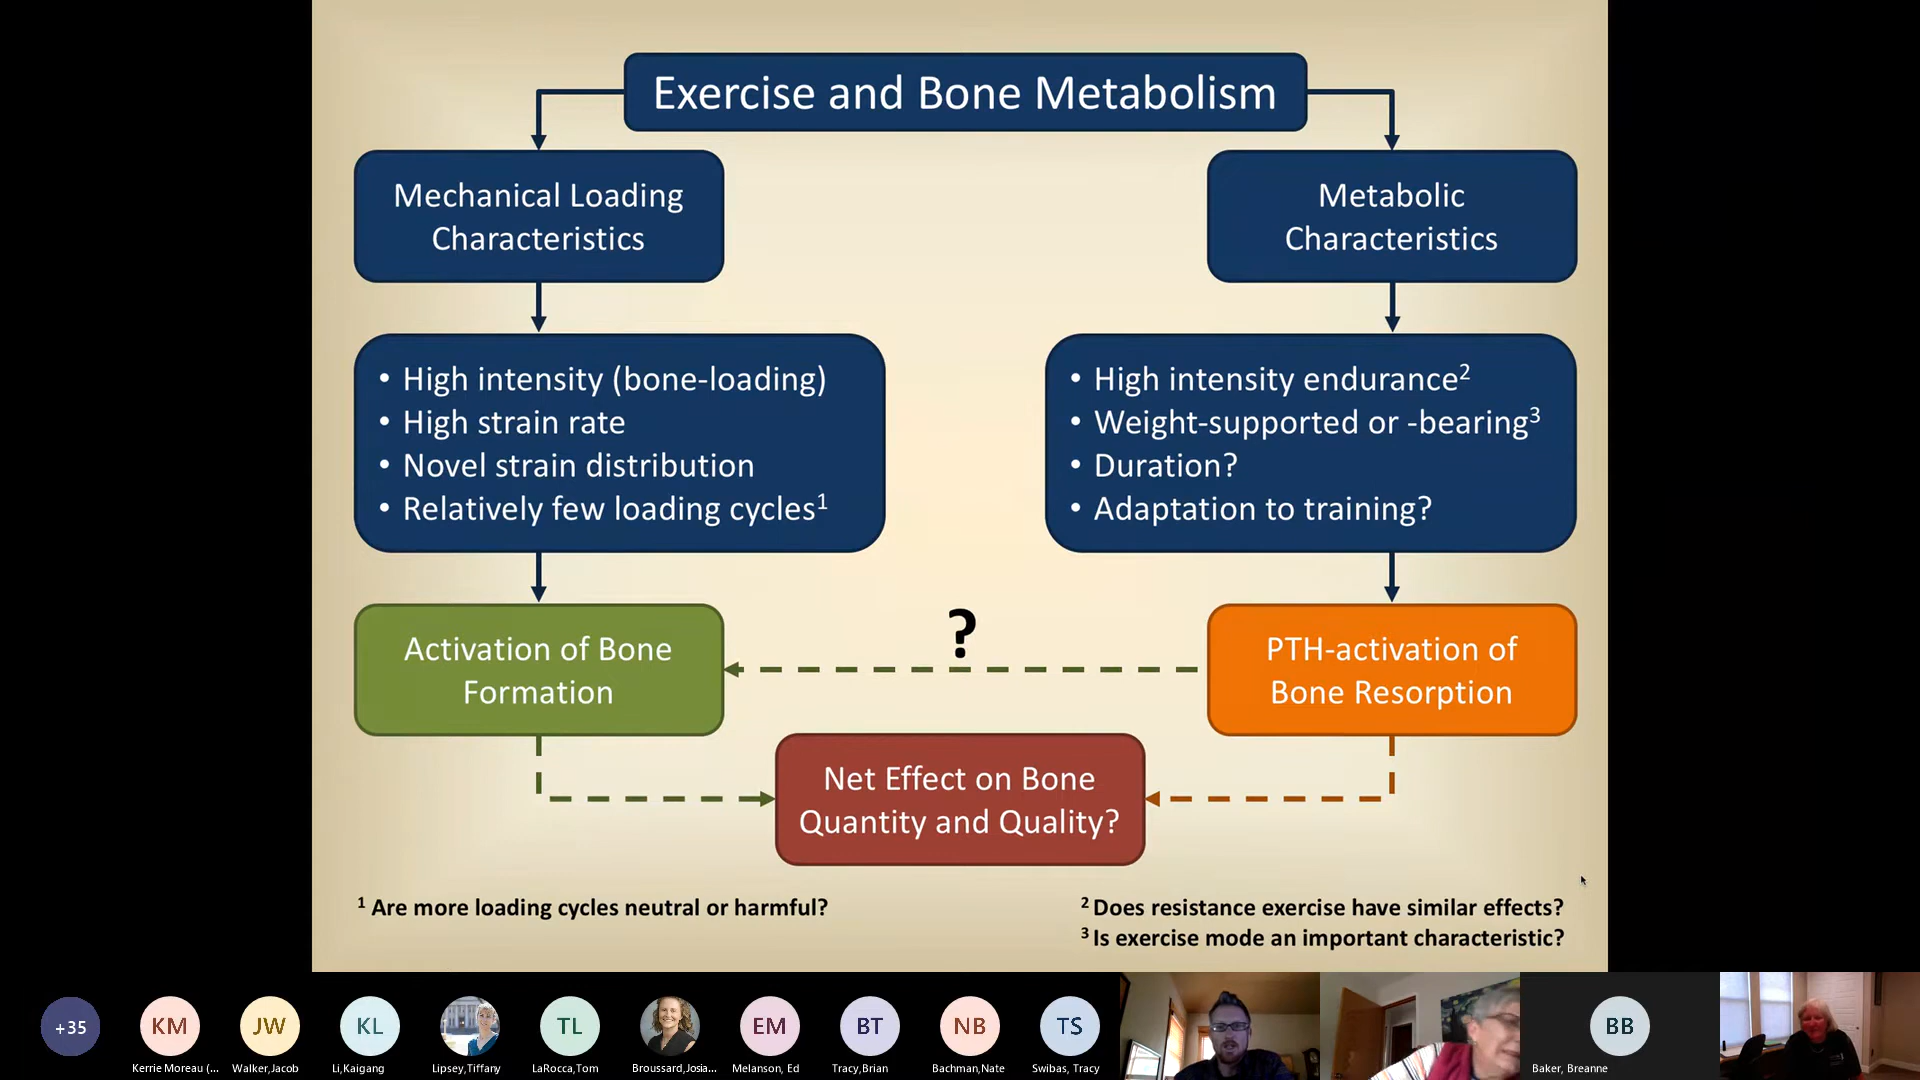 Exercise and Bone Metabolism
Mechanical Loading
Characteristics
Metabolic
Characteristics
• High intensity (bone-loading)
• High strain rate
• Novel strain distribution
• Relatively few loading cycles¹
• High intensity endurance²
• Weight-supported or -bearing³
• Duration?
• Adaptation to training?
Activation of Bone
Formation
?
PTH-activation of
Bone Resorption
Net Effect on Bone
Quantity and Quality?
¹ Are more loading cycles neutral or harmful?
² Does resistance exercise have similar effects?
³ Is exercise mode an important characteristic?
+35
KM
JW
KL
TL
EM
BT
NB
TS
BB
Kerrie Moreau (...
Walker,Jacob
Li,Kaigang
Lipsey,Tiffany
LaRocca,Tom
Broussard,Josia...
Melanson, Ed
Tracy,Brian
Bachman,Nate
Swibas, Tracy
Baker, Breanne